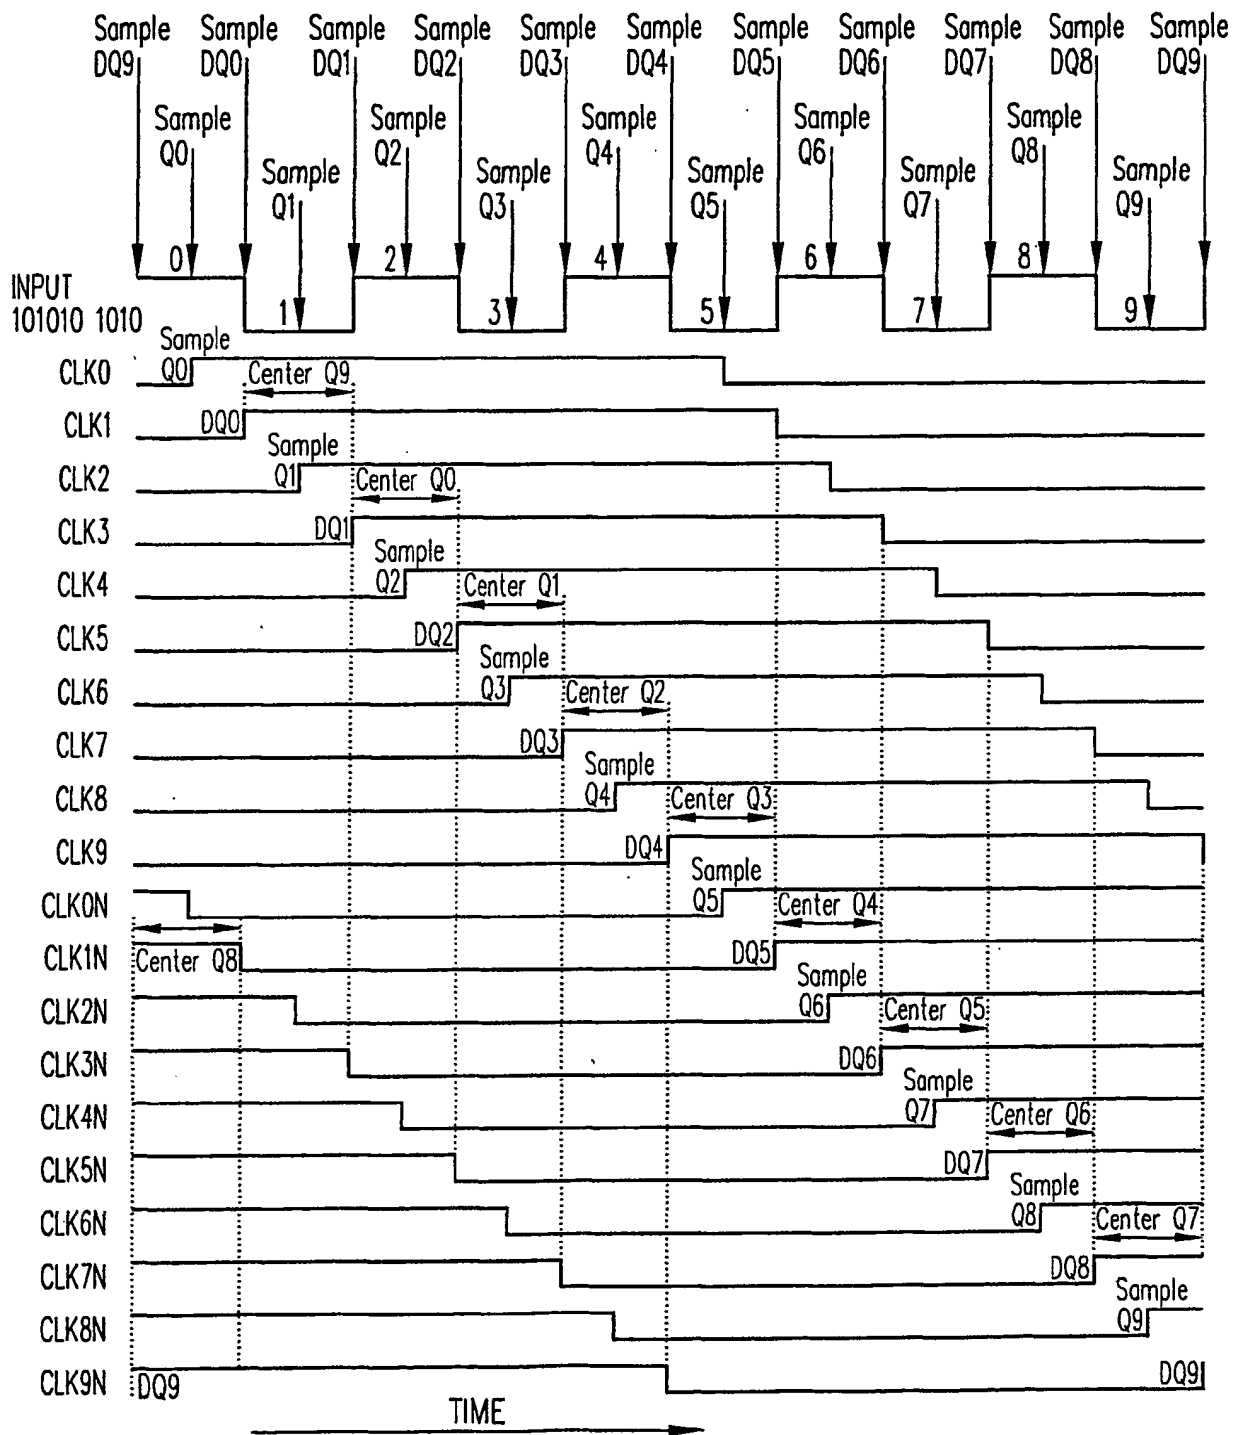 Sample Sample Sample Sample Sample Sample Sample Sample Sample Sample Sample
DQ9 DQ0 DQ1 DQ2 DQ3 DQ4 DQ5 DQ6 DQ7 DQ8 DQ9
Sample Sample Sample Sample Sample
Q0 Q2 Q4 Q6 Q8
Sample Sample Sample Sample Sample
Q1 Q3 Q5 Q7 Q9
0 2 4 6 8
INPUT
101010 1010
1 3 5 7 9
Sample
CLK0 Q0 Center Q9
CLK1 DQ0
Sample
CLK2 Q1 Center Q0
CLK3 DQ1
Sample
CLK4 Q2 Center Q1
CLK5 DQ2
Sample
CLK6 Q3 Center Q2
CLK7 DQ3
Sample
CLK8 Q4 Center Q3
CLK9 DQ4
Sample
CLK0N Q5 Center Q4
CLK1N Center Q8 DQ5
Sample
CLK2N Q6 Center Q5
CLK3N DQ6
Sample
CLK4N Q7 Center Q6
CLK5N DQ7
Sample
CLK6N Q8 Center Q7
CLK7N DQ8
Sample
CLK8N Q9
CLK9N DQ9 DQ9
TIME